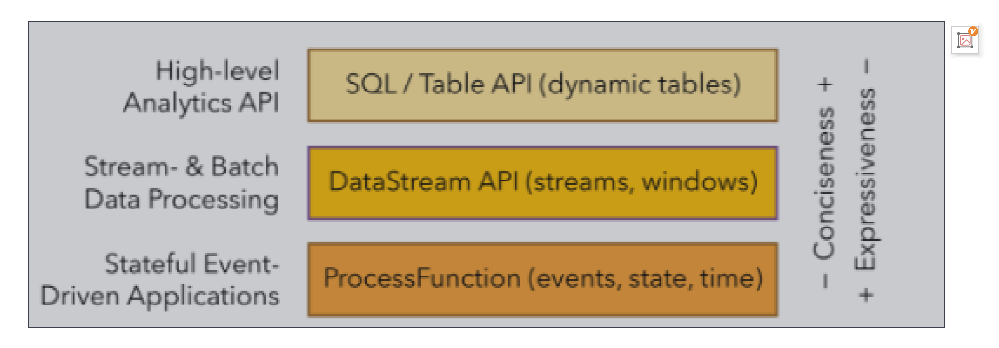 High-level
Analytics API
SQL / Table API (dynamic tables)
Stream- & Batch
Data Processing
DataStream API (streams, windows)
Stateful Event-
Driven Applications
ProcessFunction (events, state, time)
− Conciseness +
+ Expressiveness −